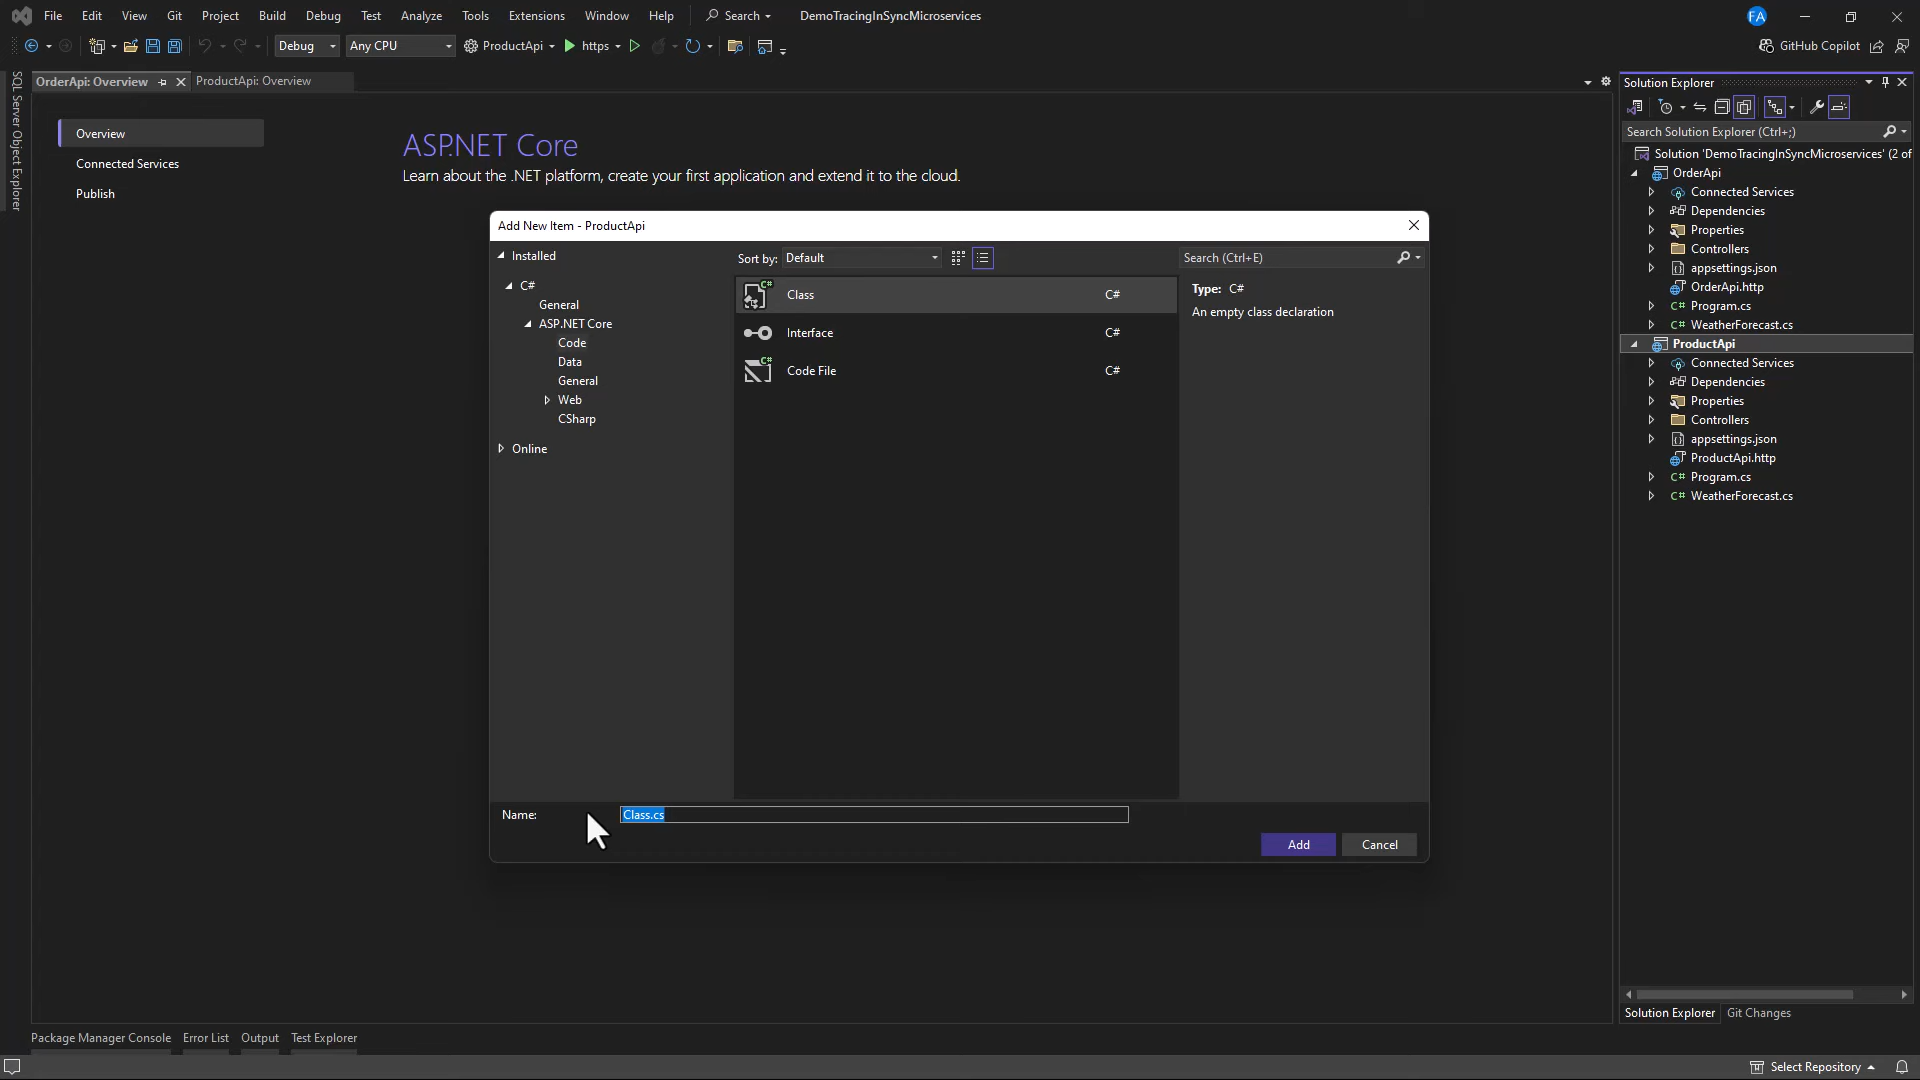 File Edit View Git Project Build Debug Test Analyze Tools Extensions Window Help Search DemoTracingInSyncMicroservices FA
Debug Any CPU ProductApi https GitHub Copilot
SQL Server Object Explorer
OrderApi: Overview ProductApi: Overview
Overview
Connected Services
Publish
ASP.NET Core
Learn about the .NET platform, create your first application and extend it to the cloud.
Add New Item - ProductApi
Installed
C#
General
ASP.NET Core
Code
Data
General
Web
CSharp
Online
Sort by: Default
Class C#
Interface C#
Code File C#
Search (Ctrl+E)
Type: C#
An empty class declaration
Name: Class.cs
Add Cancel
Solution Explorer
Search Solution Explorer (Ctrl+;)
Solution 'DemoTracingInSyncMicroservices' (2 of
OrderApi
Connected Services
Dependencies
Properties
Controllers
appsettings.json
OrderApi.http
C# Program.cs
C# WeatherForecast.cs
ProductApi
Connected Services
Dependencies
Properties
Controllers
appsettings.json
ProductApi.http
C# Program.cs
C# WeatherForecast.cs
Solution Explorer Git Changes
Package Manager Console Error List Output Test Explorer
Select Repository